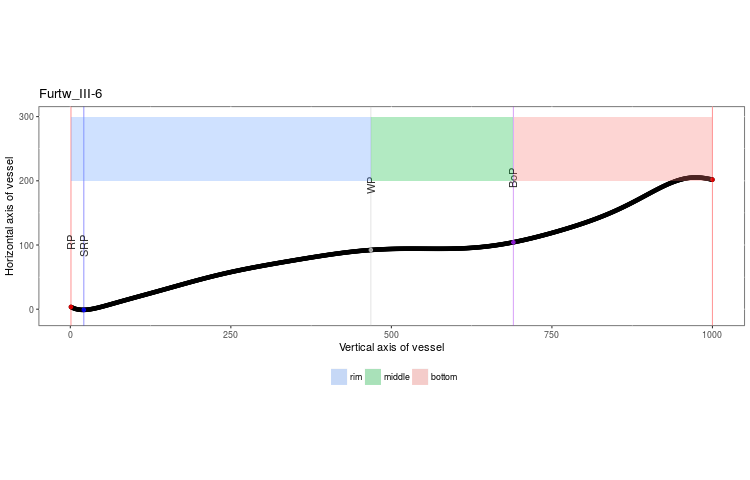 Furtw_III-6
300
200
100
0
Horizontal axis of vessel
RP
SRP
WP
BoP
0
250
500
750
1000
Vertical axis of vessel
rim
middle
bottom